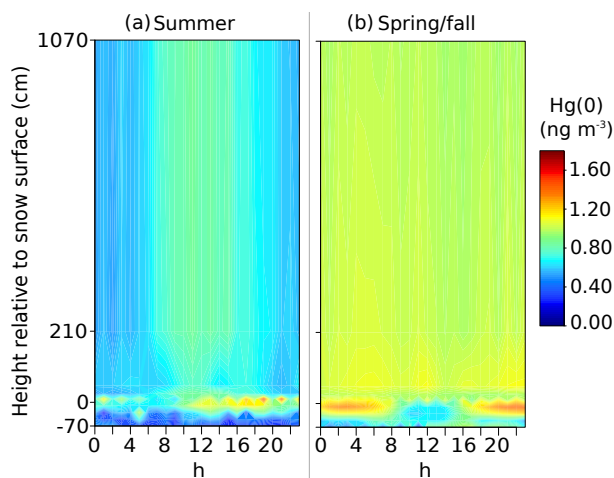 (a) Summer
(b) Spring/fall
1070
210
0
-70
Height relative to snow surface (cm)
0 4 8 12 16 20
h
0 4 8 12 16 20
h
Hg(0)
(ng m⁻³)
1.60
1.20
0.80
0.40
0.00